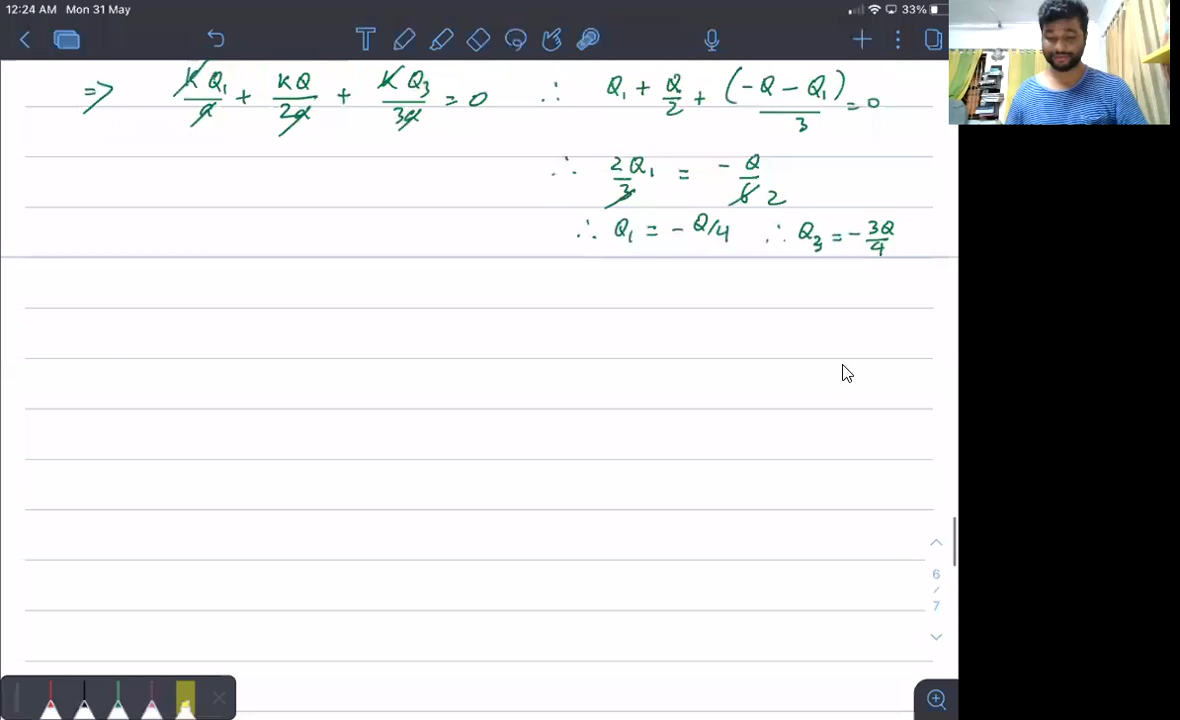 12:24 AM Mon 31 May 33%
T
=> KQ₁/a + KQ/2a + KQ₃/3a = 0 ∴ Q₁ + Q/2 + (-Q - Q₁)/3 = 0
∴ 2Q₁/3 = -Q/6 2
∴ Q₁ = -Q/4 ∴ Q₃ = -3Q/4
6
/
7